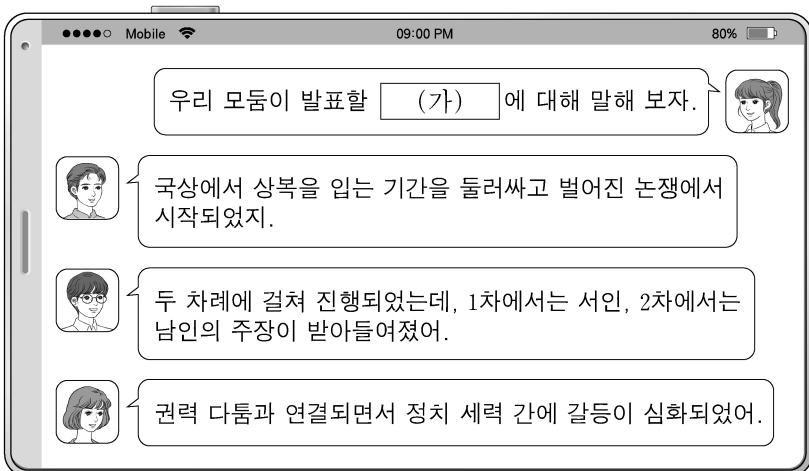 ●●●●○ Mobile 09:00 PM 80%
우리 모둠이 발표할 (가) 에 대해 말해 보자.
국상에서 상복을 입는 기간을 둘러싸고 벌어진 논쟁에서
시작되었지.
두 차례에 걸쳐 진행되었는데, 1차에서는 서인, 2차에서는
남인의 주장이 받아들여졌어.
권력 다툼과 연결되면서 정치 세력 간에 갈등이 심화되었어.